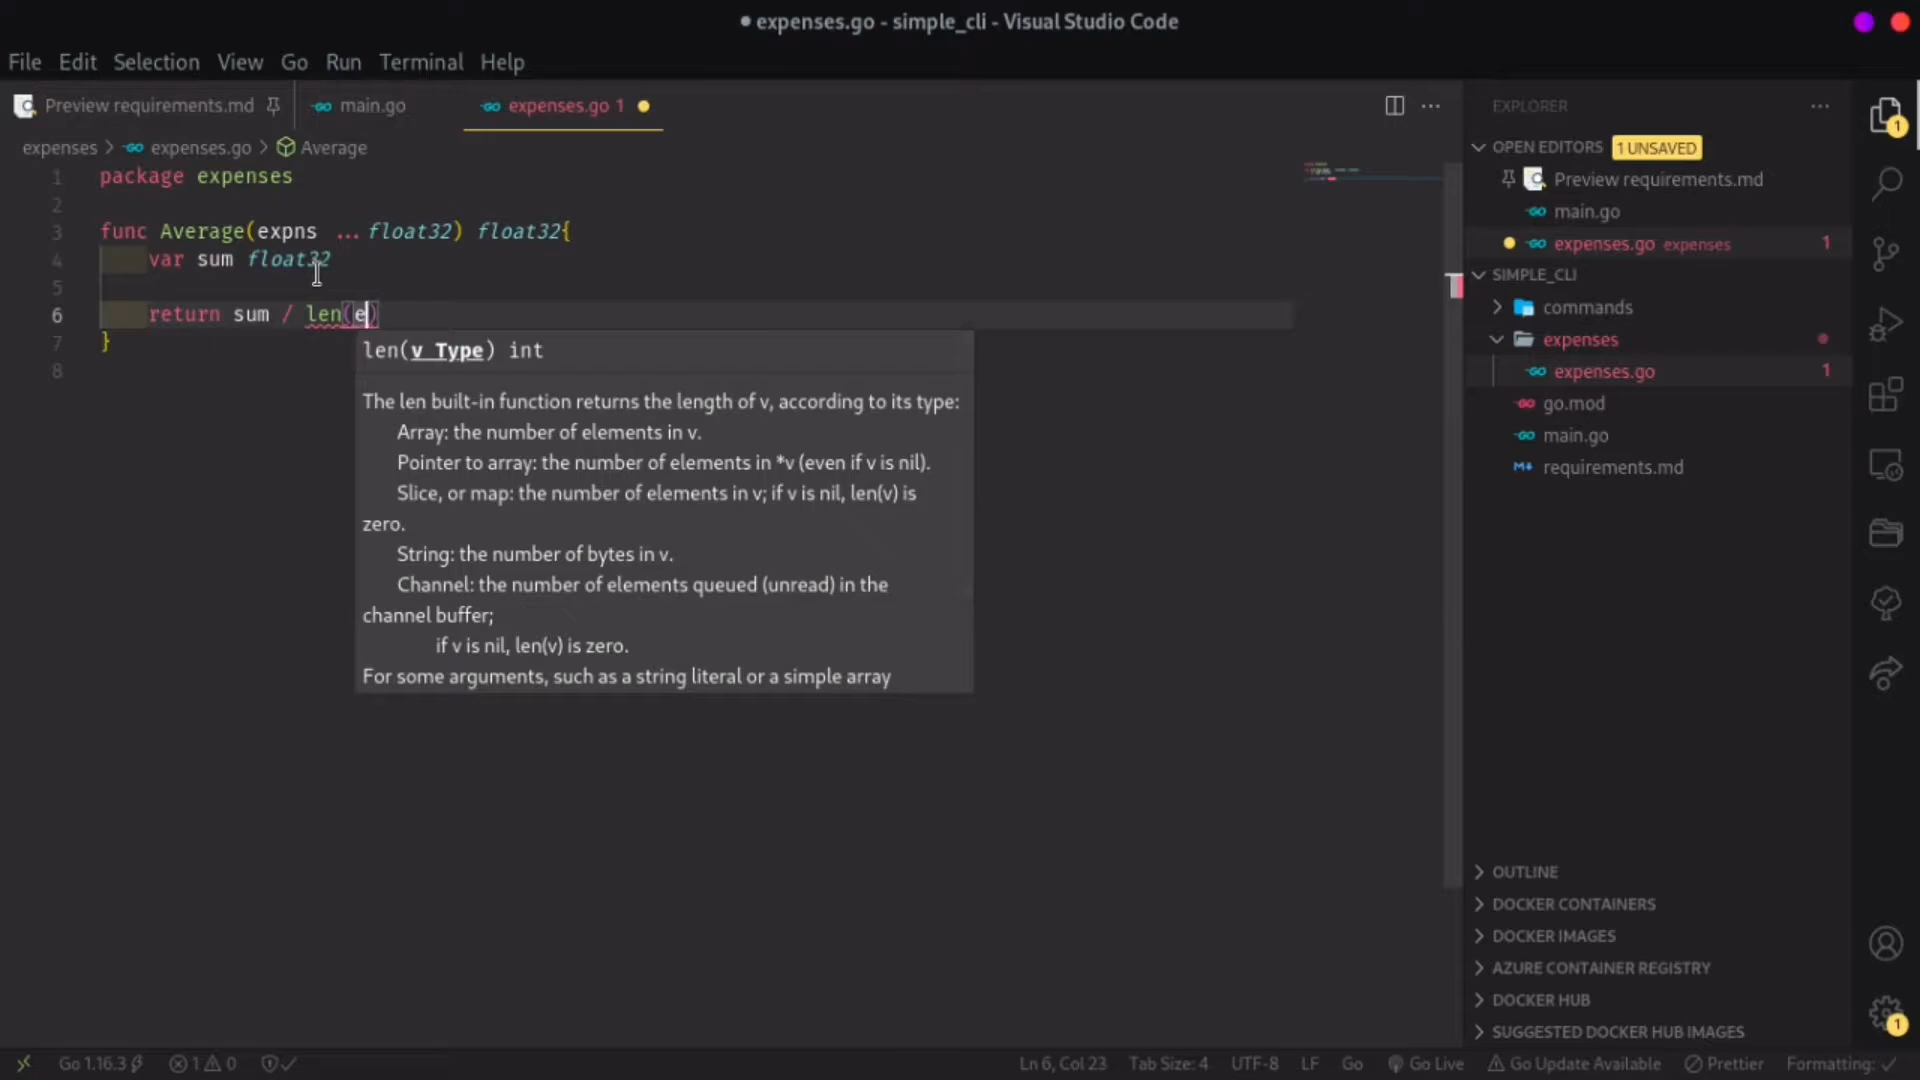 ● expenses.go - simple_cli - Visual Studio Code
File Edit Selection View Go Run Terminal Help
Preview requirements.md
main.go
expenses.go 1
expenses > expenses.go > Average
1 package expenses
2
3 func Average(expns ...float32) float32{
4 var sum float32
5
6 return sum / len(e)
7 }
8
len(v Type) int
The len built-in function returns the length of v, according to its type:
Array: the number of elements in v.
Pointer to array: the number of elements in *v (even if v is nil).
Slice, or map: the number of elements in v; if v is nil, len(v) is
zero.
String: the number of bytes in v.
Channel: the number of elements queued (unread) in the
channel buffer;
if v is nil, len(v) is zero.
For some arguments, such as a string literal or a simple array
EXPLORER
OPEN EDITORS 1 UNSAVED
Preview requirements.md
main.go
expenses.go expenses 1
SIMPLE_CLI
commands
expenses
expenses.go 1
go.mod
main.go
requirements.md
OUTLINE
DOCKER CONTAINERS
DOCKER IMAGES
AZURE CONTAINER REGISTRY
DOCKER HUB
SUGGESTED DOCKER HUB IMAGES
1
1
Go 1.16.3 1 0 Ln 6, Col 23 Tab Size: 4 UTF-8 LF Go Go Live Go Update Available Prettier Formatting: ✓